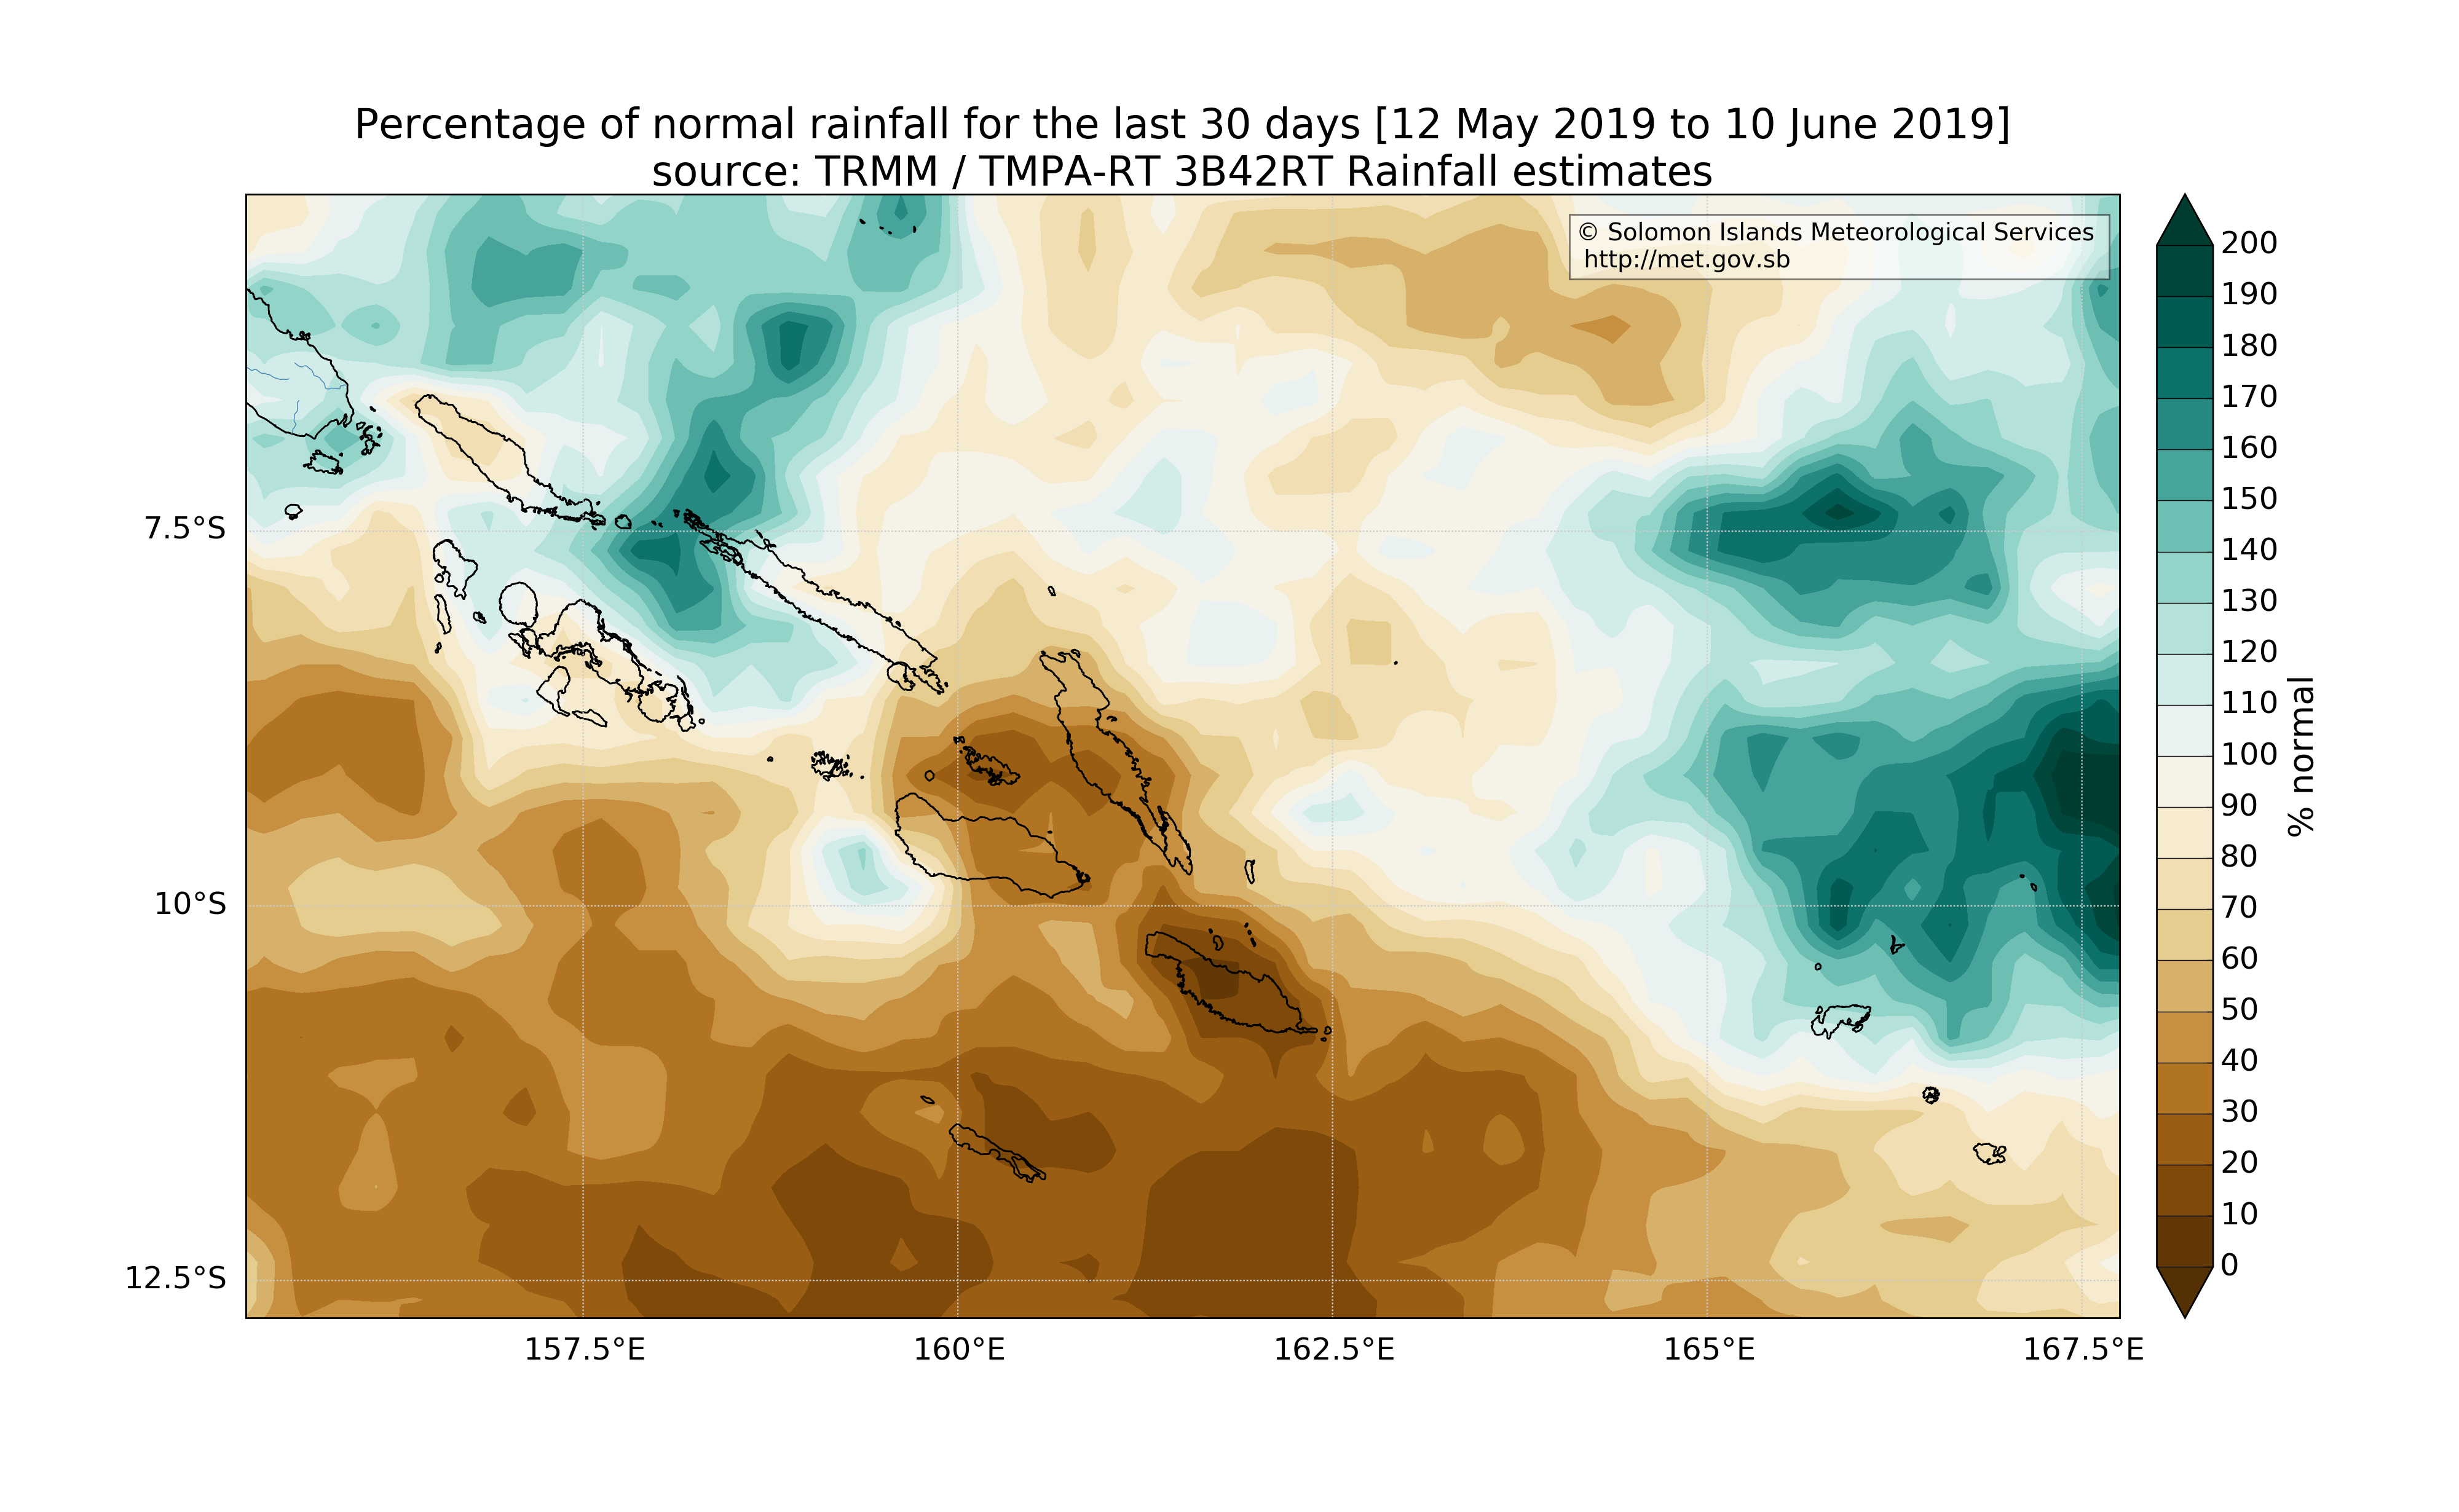 Percentage of normal rainfall for the last 30 days [12 May 2019 to 10 June 2019]
source: TRMM / TMPA-RT 3B42RT Rainfall estimates
© Solomon Islands Meteorological Services
http://met.gov.sb
7.5°S
10°S
12.5°S
157.5°E
160°E
162.5°E
165°E
167.5°E
200
190
180
170
160
150
140
130
120
110
100
90
80
70
60
50
40
30
20
10
0
% normal